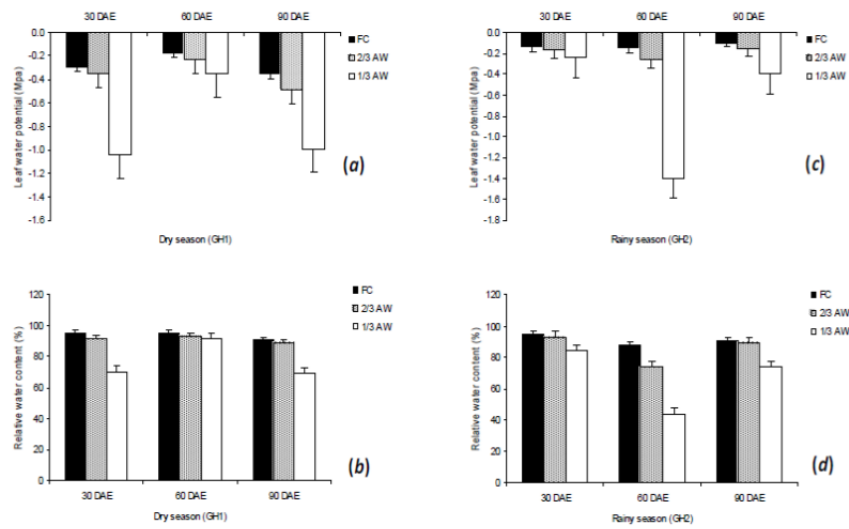 30 DAE 60 DAE 90 DAE
0.0
-0.2
-0.4
-0.6
-0.8
-1.0
-1.2
-1.4
-1.6
Leaf water potential (Mpa)
FC
2/3 AW
1/3 AW
(a)
Dry season (GH1)
30 DAE 60 DAE 90 DAE
0.0
-0.2
-0.4
-0.6
-0.8
-1.0
-1.2
-1.4
-1.6
-1.8
Leaf water potential (Mpa)
FC
2/3 AW
1/3 AW
(c)
Rainy season (GH2)
120
100
80
60
40
20
0
Relative water content (%)
FC
2/3 AW
1/3 AW
(b)
30 DAE 60 DAE 90 DAE
Dry season (GH1)
120
100
80
60
40
20
0
Relative water content (%)
FC
2/3 AW
1/3 AW
(d)
30 DAE 60 DAE 90 DAE
Rainy season (GH2)